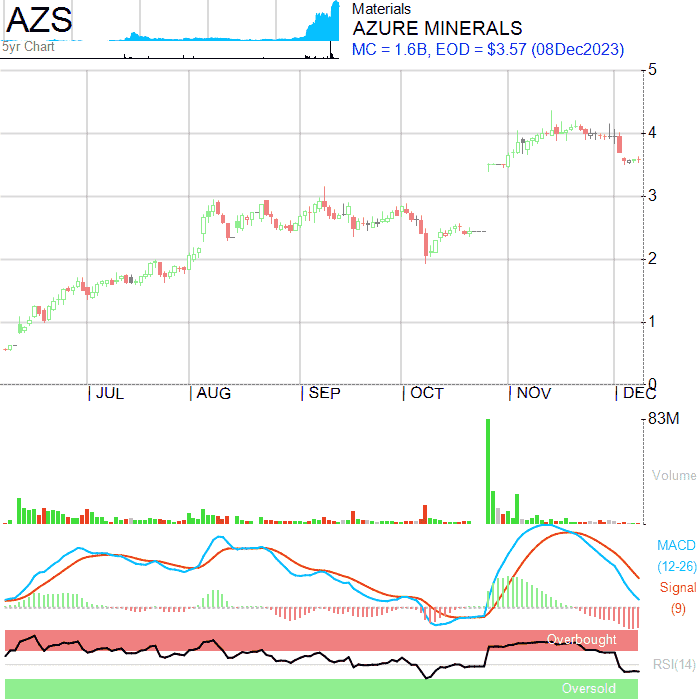 AZS
5yr Chart
Materials
AZURE MINERALS
MC = 1.6B, EOD = $3.57 (08Dec2023)
5
4
3
2
1
0
JUL AUG SEP OCT NOV DEC
83M
Volume
MACD
(12-26)
Signal
(9)
Overbought
RSI(14)
Oversold